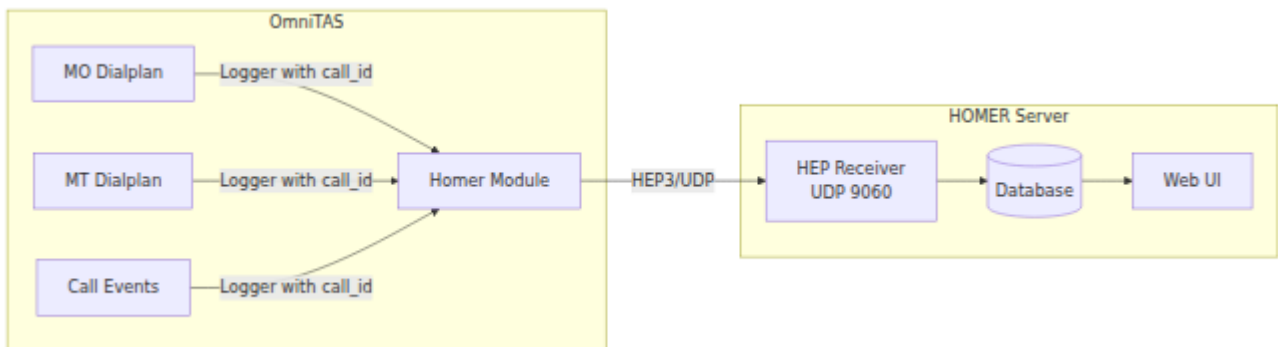 OmniTAS
MO Dialplan
Logger with call_id
MT Dialplan
Logger with call_id
Call Events
Logger with call_id
Homer Module
HEP3/UDP
HOMER Server
HEP Receiver
UDP 9060
Database
Web UI